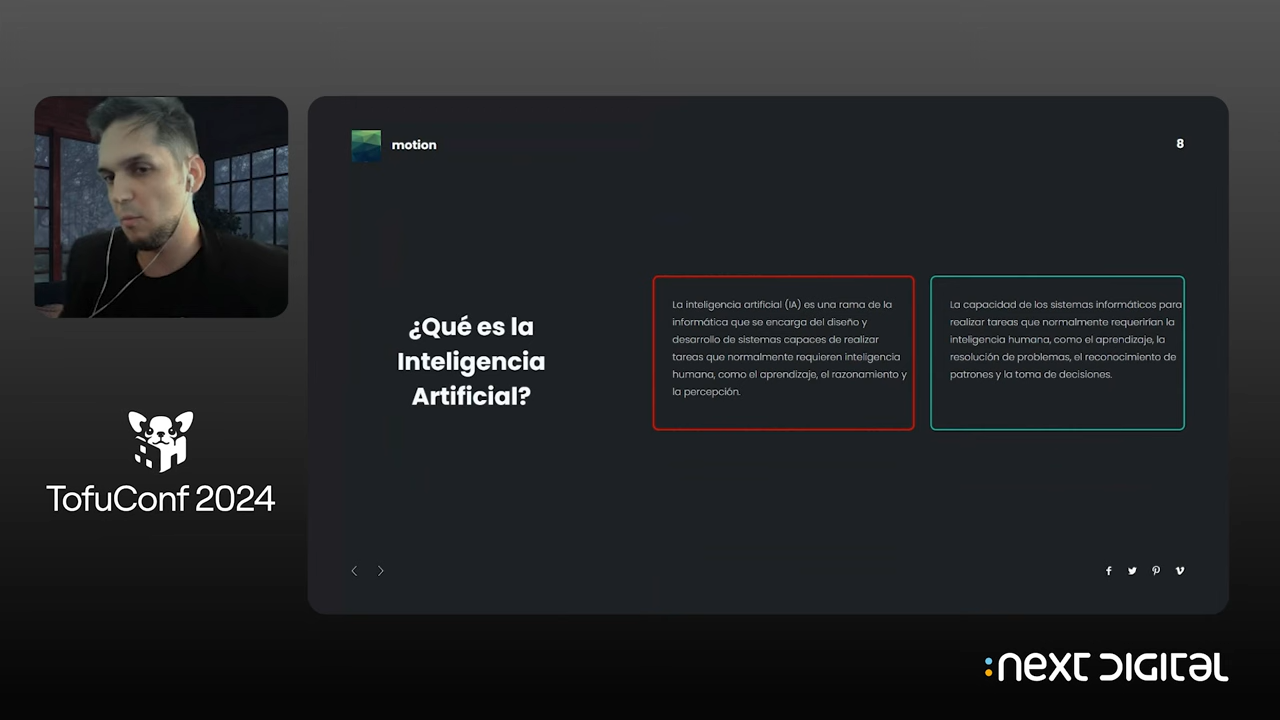 motion
8
¿Qué es la
Inteligencia
Artificial?
La inteligencia artificial (IA) es una rama de la
informática que se encarga del diseño y
desarrollo de sistemas capaces de realizar
tareas que normalmente requieren inteligencia
humana, como el aprendizaje, el razonamiento y
la percepción.
La capacidad de los sistemas informáticos para
realizar tareas que normalmente requerirían la
inteligencia humana, como el aprendizaje, la
resolución de problemas, el reconocimiento de
patrones y la toma de decisiones.
TofuConf 2024
:next digital